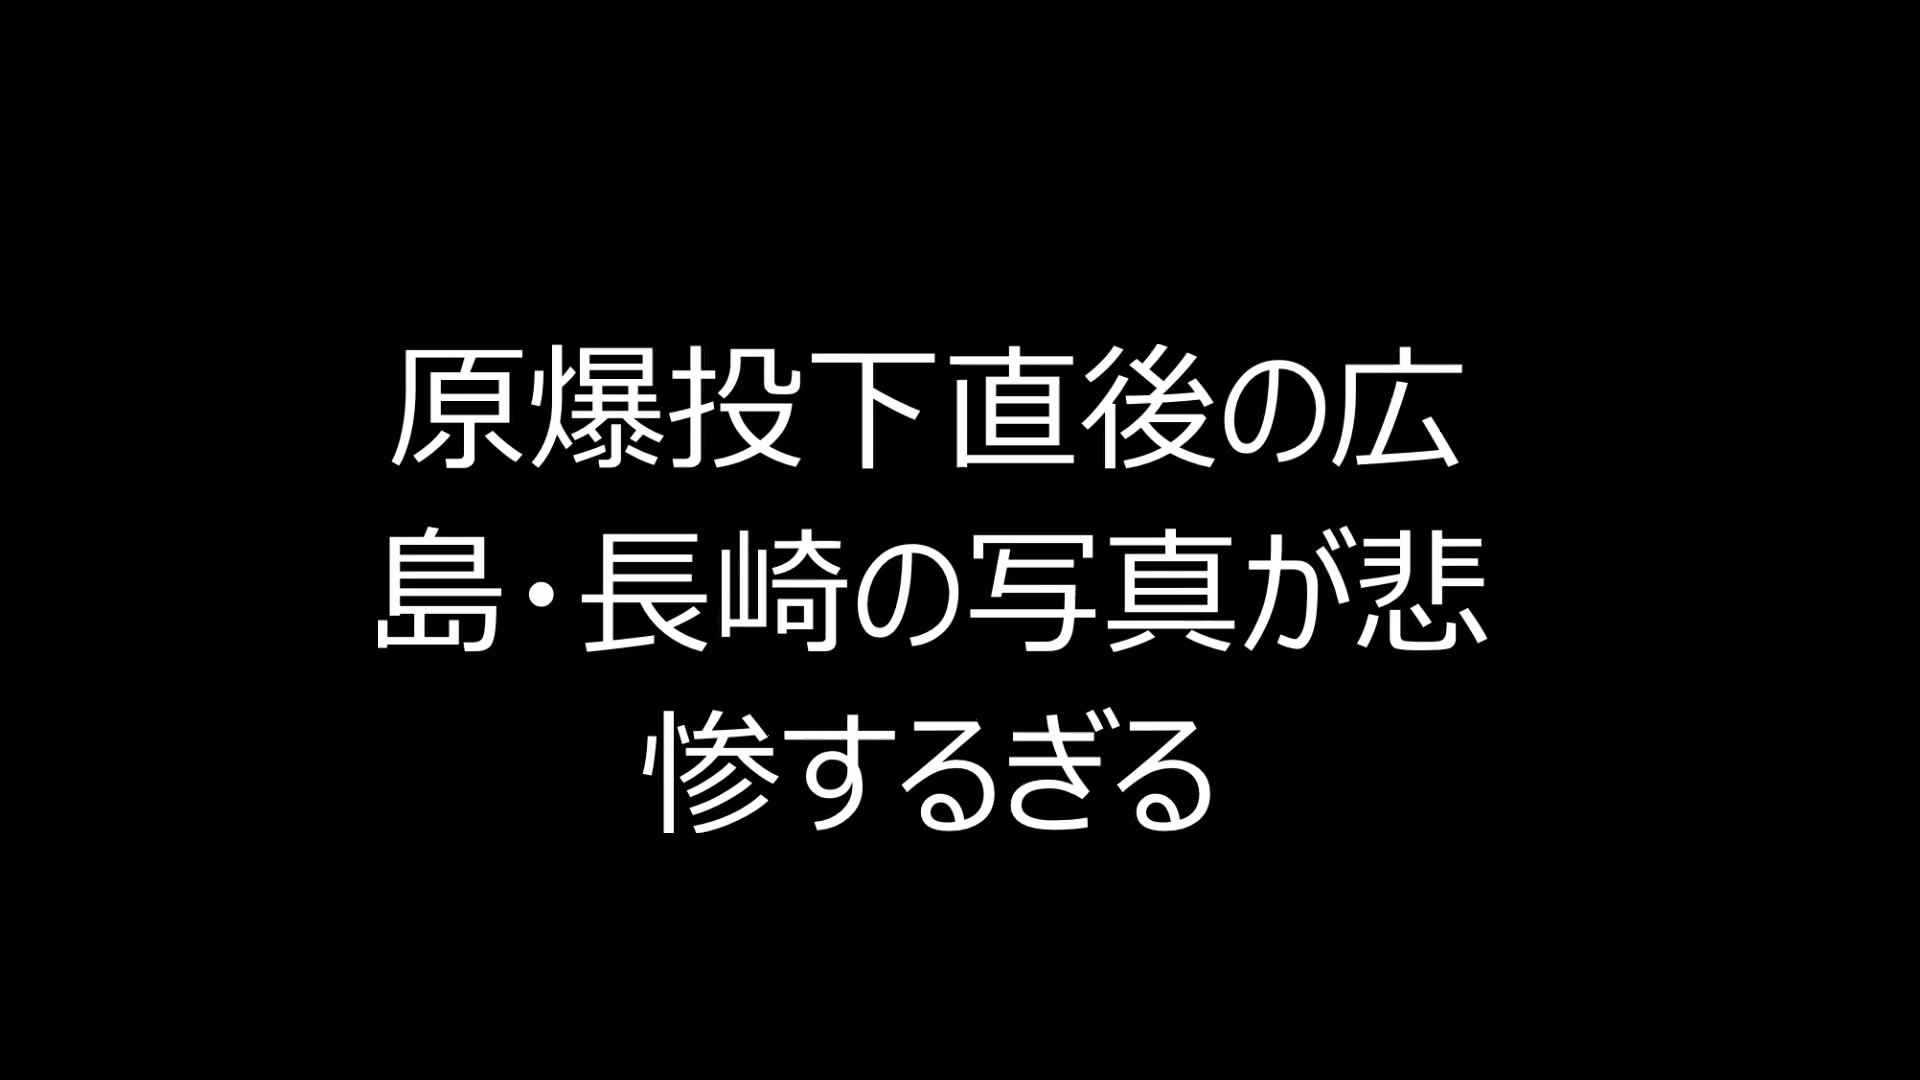 原爆投下直後の広
島・長崎の写真が悲
惨するぎる